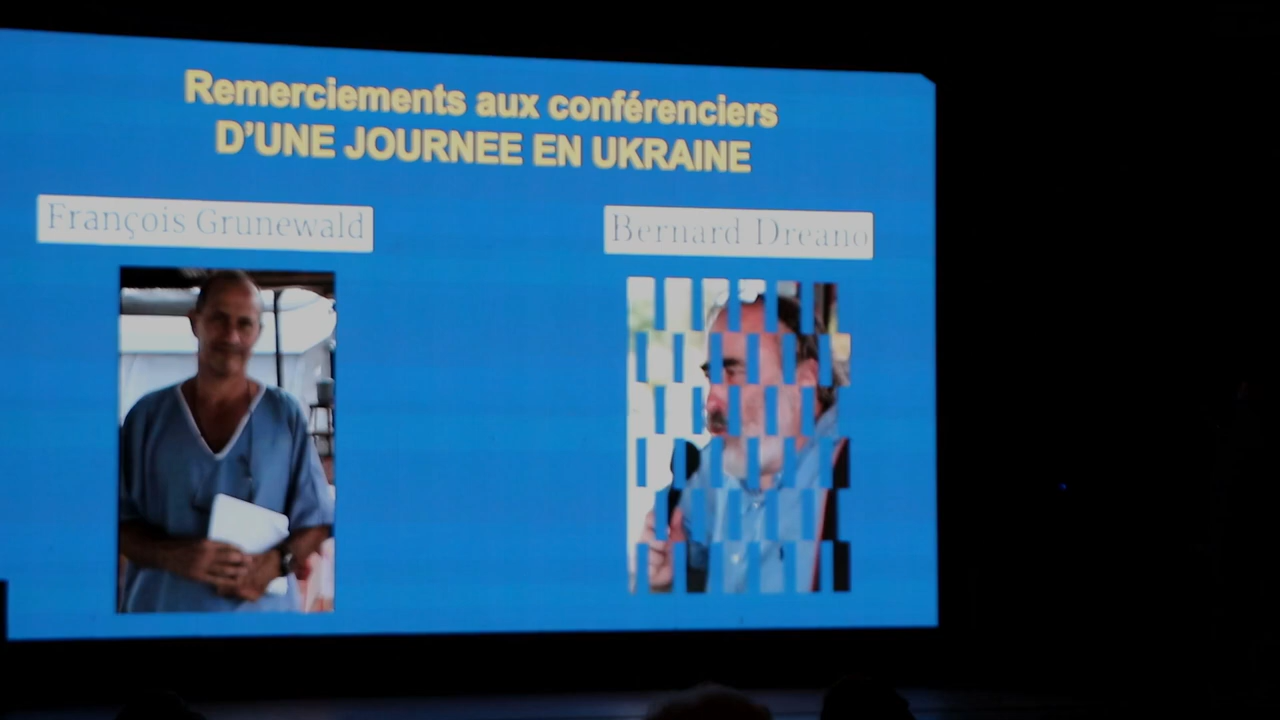 Remerciements aux conférenciers
D'UNE JOURNEE EN UKRAINE
François Grunewald
Bernard Dreano